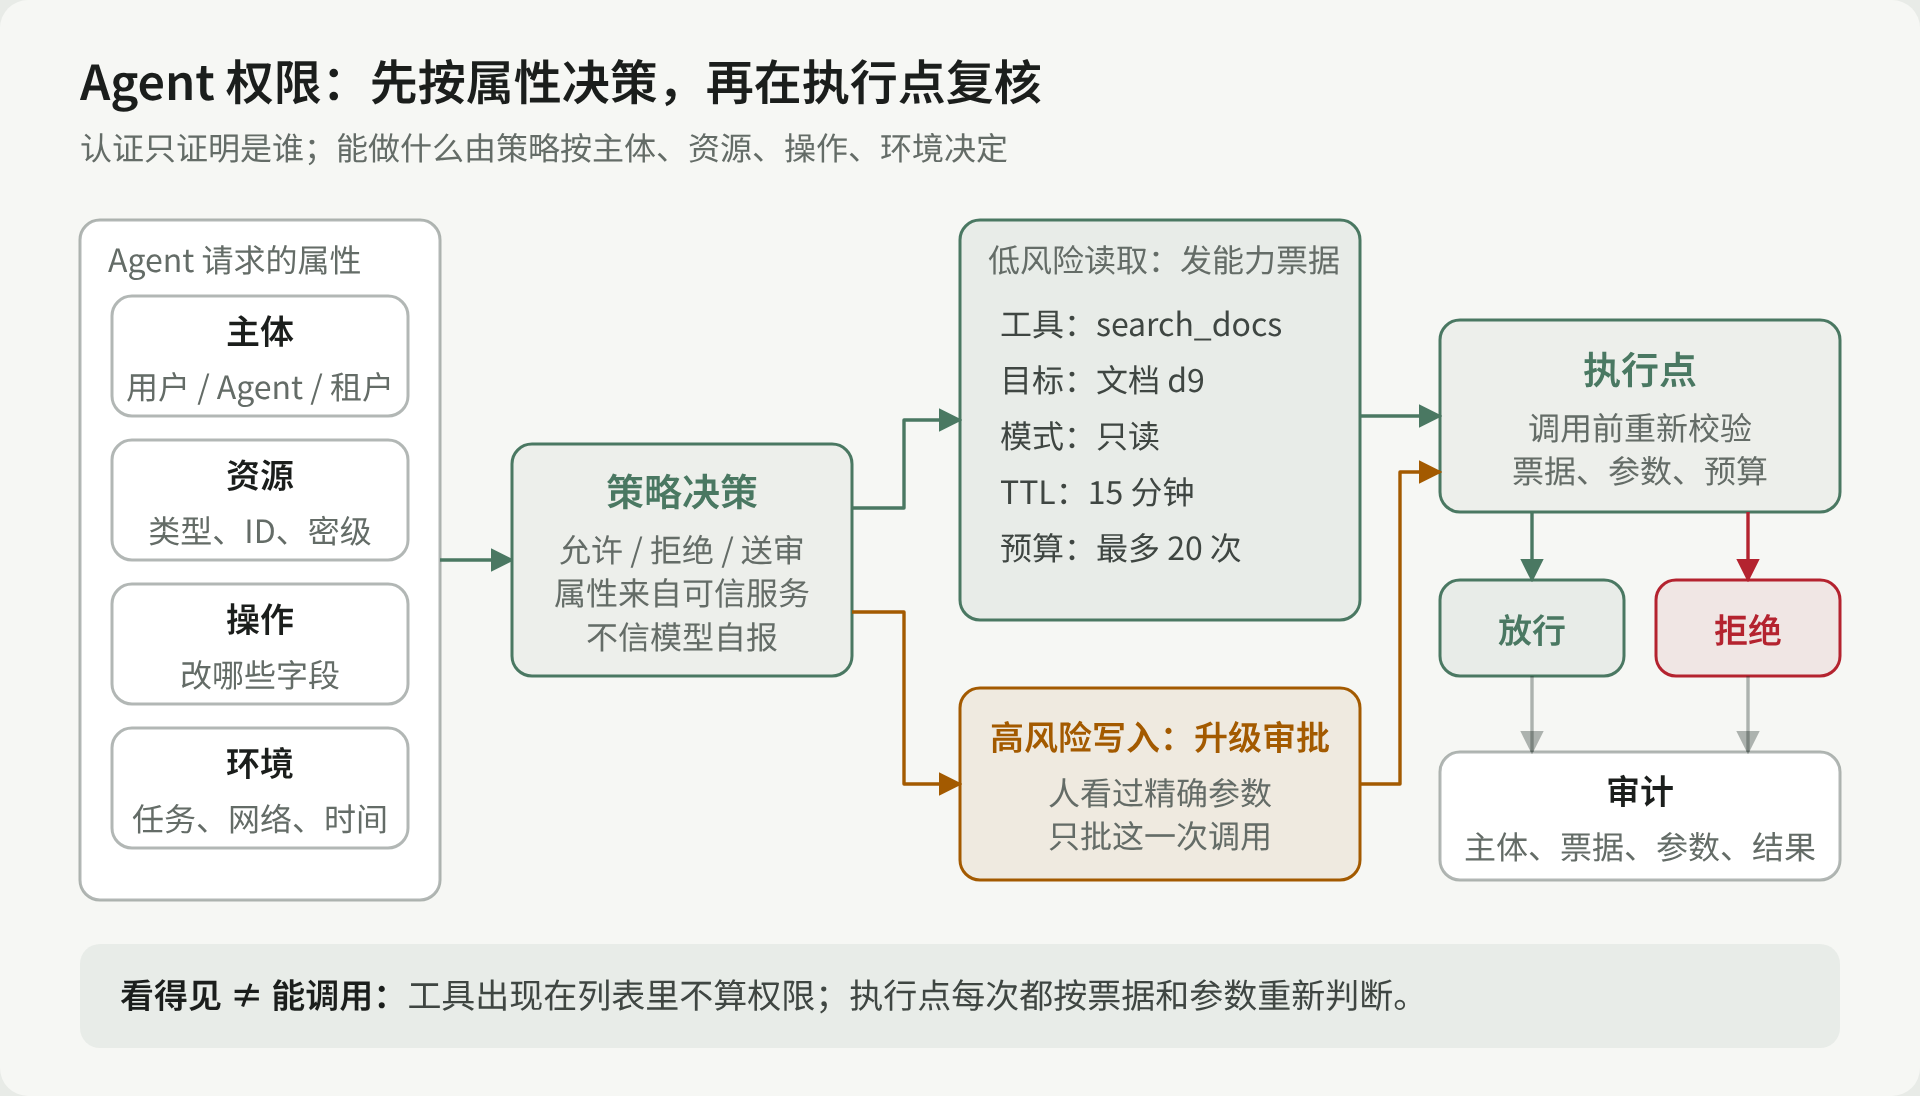 Agent 权限：先按属性决策，再在执行点复核
认证只证明是谁；能做什么由策略按主体、资源、操作、环境决定
Agent 请求的属性
主体
用户 / Agent / 租户
资源
类型、ID、密级
操作
改哪些字段
环境
任务、网络、时间
策略决策
允许 / 拒绝 / 送审
属性来自可信服务
不信模型自报
低风险读取：发能力票据
工具：search_docs
目标：文档 d9
模式：只读
TTL：15 分钟
预算：最多 20 次
高风险写入：升级审批
人看过精确参数
只批这一次调用
执行点
调用前重新校验
票据、参数、预算
放行
拒绝
审计
主体、票据、参数、结果
看得见 ≠ 能调用：工具出现在列表里不算权限；执行点每次都按票据和参数重新判断。